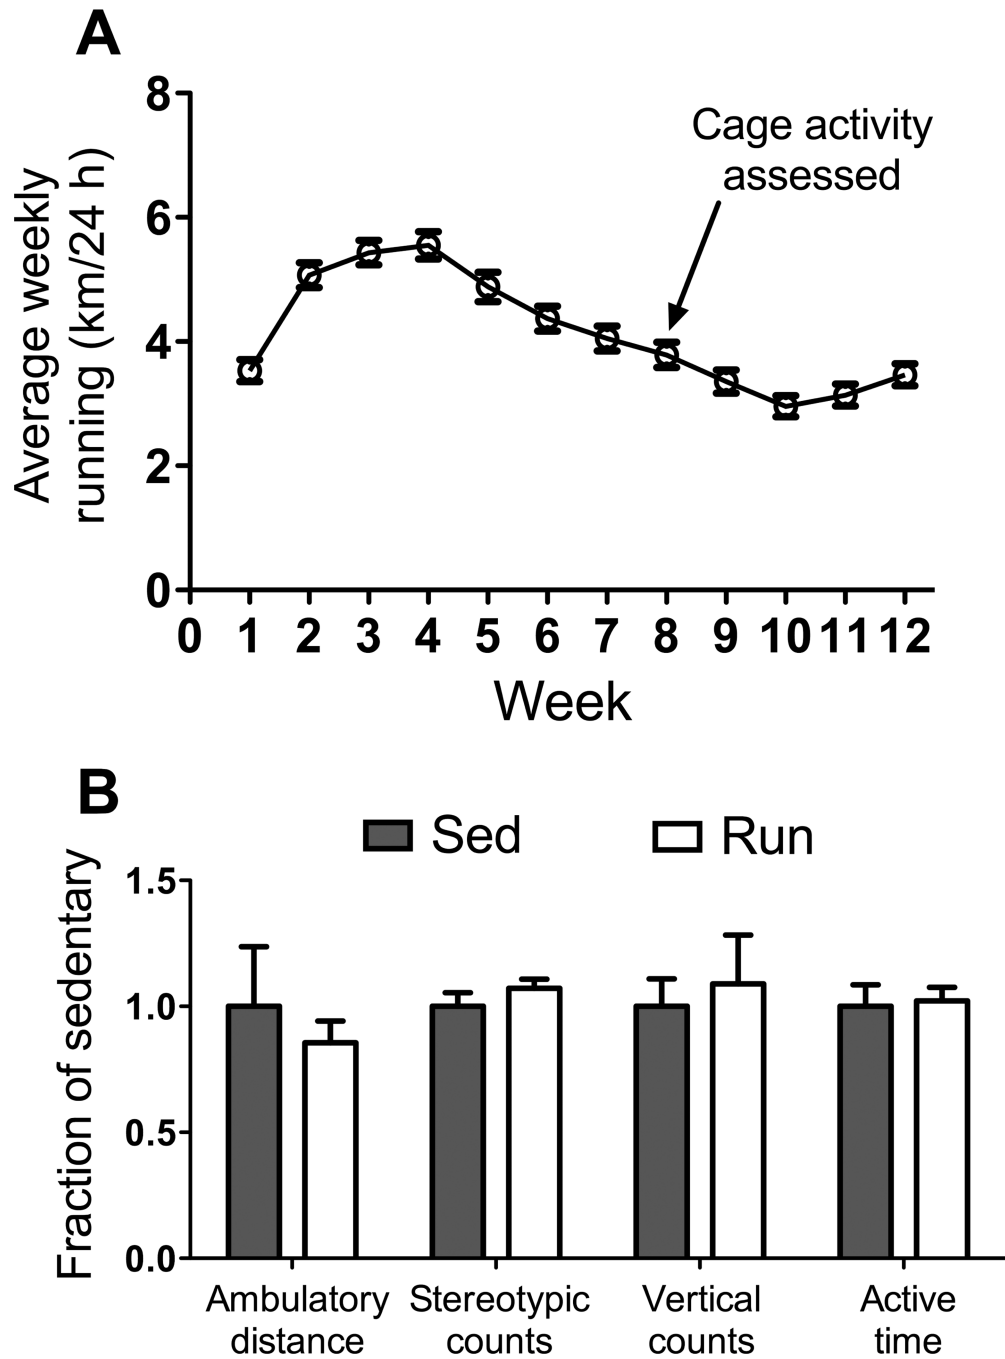 A
Average weekly
running (km/24 h)
8
6
4
2
0
Cage activity
assessed
0 1 2 3 4 5 6 7 8 9 10 11 12
Week
B
Sed Run
Fraction of sedentary
1.5
1.0
0.5
0.0
Ambulatory Stereotypic Vertical Active
distance counts counts time